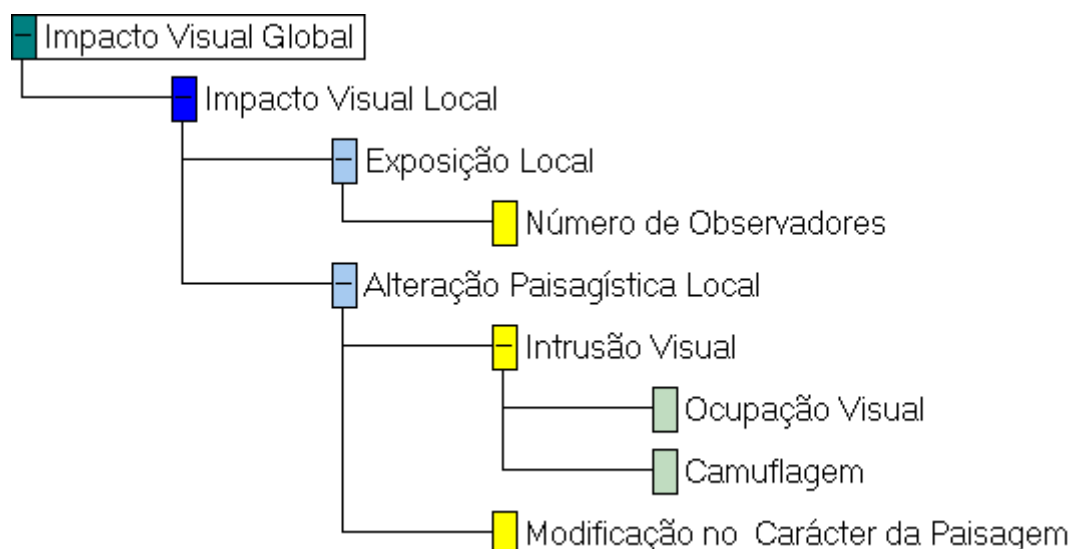 Impacto Visual Global
Impacto Visual Local
Exposição Local
Número de Observadores
Alteração Paisagística Local
Intrusão Visual
Ocupação Visual
Camuflagem
Modificação no Carácter da Paisagem